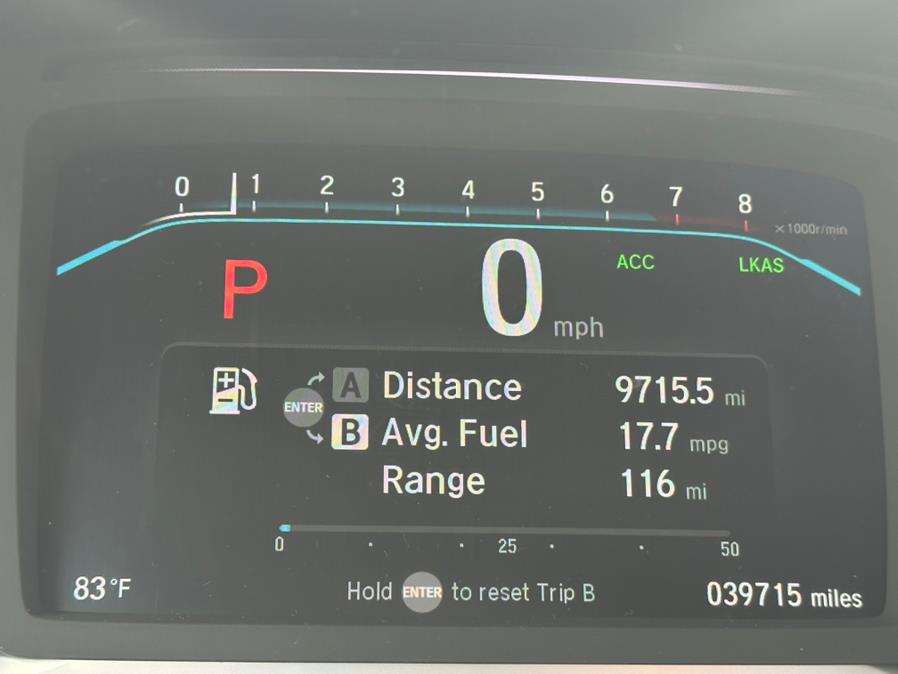 0 1 2 3 4 5 6 7 8
×1000r/min
P 0 mph ACC LKAS
A Distance 9715.5 mi
ENTER
B Avg. Fuel 17.7 mpg
Range 116 mi
0 25 50
83°F Hold ENTER to reset Trip B 039715 miles